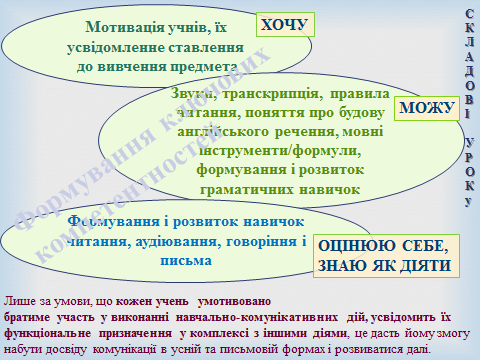 Мотивація учнів, їх
усвідомлене ставлення
до вивчення предмета
ХОЧУ
Звуки, транскрипція, правила
читання, поняття про будову
англійського речення, мовні
інструменти/формули,
формування і розвиток
граматичних навичок
МОЖУ
Формування і розвиток навичок
читання, аудіювання, говоріння і
письма
ОЦІНЮЮ СЕБЕ,
ЗНАЮ ЯК ДІЯТИ
СКЛАДОВІ УРОКУ
Формування ключових
компетентностей
Лише за умови, що кожен учень умотивовано
братиме участь у виконанні навчально-комунікативних дій, усвідомить їх
функціональне призначення у комплексі з іншими діями, це дасть йому змогу
набути досвіду комунікації в усній та письмовій формах і розвиватися далі.